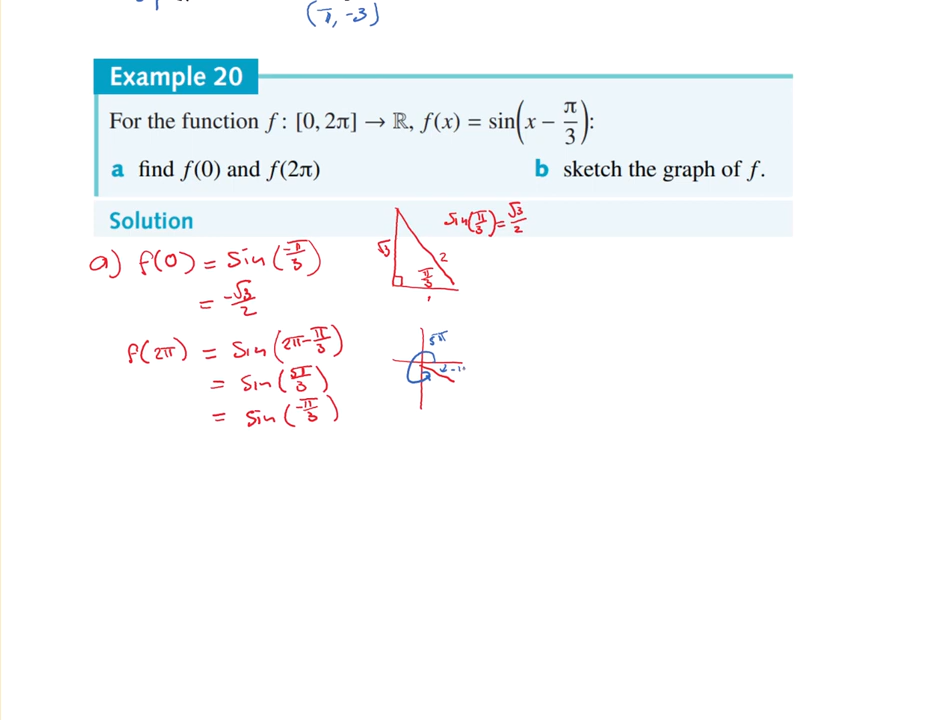 (π, -3)
Example 20
For the function f : [0, 2π] → ℝ, f(x) = sin(x − π/3):
a find f(0) and f(2π)
b sketch the graph of f.
Solution
sin(π/3) = √3/2
a) f(0) = sin(-π/3)
√3
2
π/3
= -√3/2
1
f(2π) = sin(2π - π/3)
5π
= sin(5π/3)
= sin(-π/3)